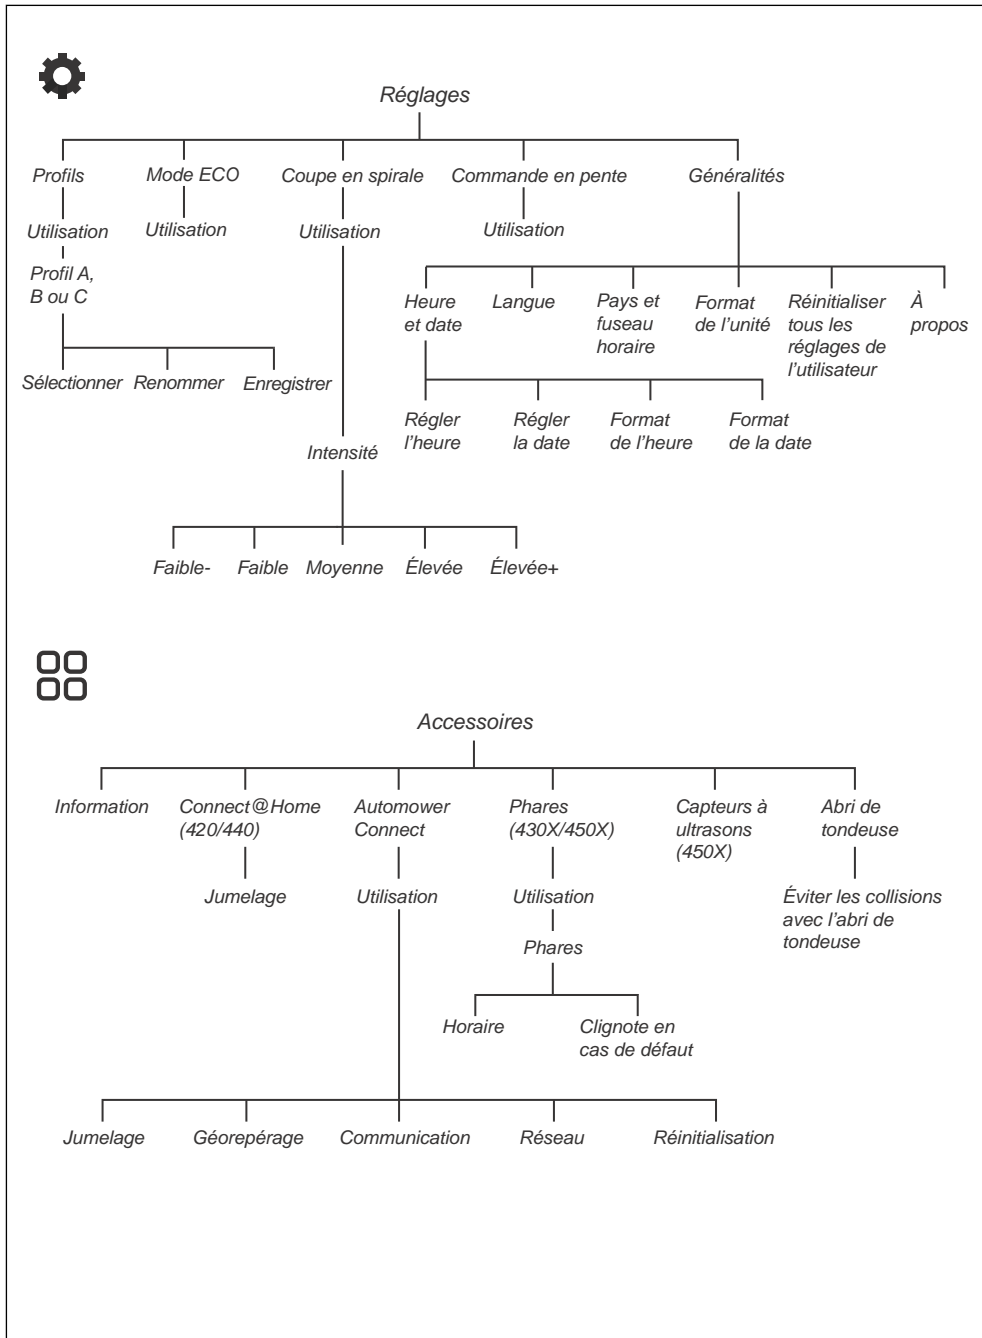 Réglages
Profils
Mode ECO
Coupe en spirale
Commande en pente
Généralités
Utilisation
Utilisation
Utilisation
Utilisation
Profil A,
B ou C
Heure
et date
Langue
Pays et
fuseau
horaire
Format
de l'unité
Réinitialiser
tous les
réglages de
l'utilisateur
À
propos
Sélectionner
Renommer
Enregistrer
Régler
l'heure
Régler
la date
Format
de l'heure
Format
de la date
Intensité
Faible-
Faible
Moyenne
Élevée
Élevée+
Accessoires
Information
Connect@Home
(420/440)
Automower
Connect
Phares
(430X/450X)
Capteurs à
ultrasons
(450X)
Abri de
tondeuse
Jumelage
Utilisation
Utilisation
Éviter les collisions
avec l'abri de
tondeuse
Phares
Horaire
Clignote en
cas de défaut
Jumelage
Géorepérage
Communication
Réseau
Réinitialisation